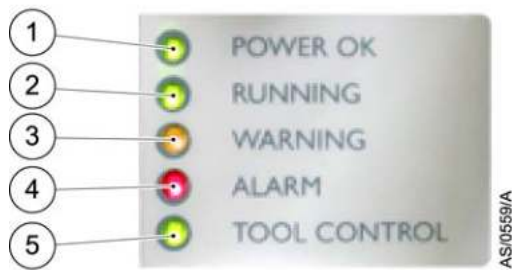 1 POWER OK
2 RUNNING
3 WARNING
4 ALARM
5 TOOL CONTROL
AS/0559/A